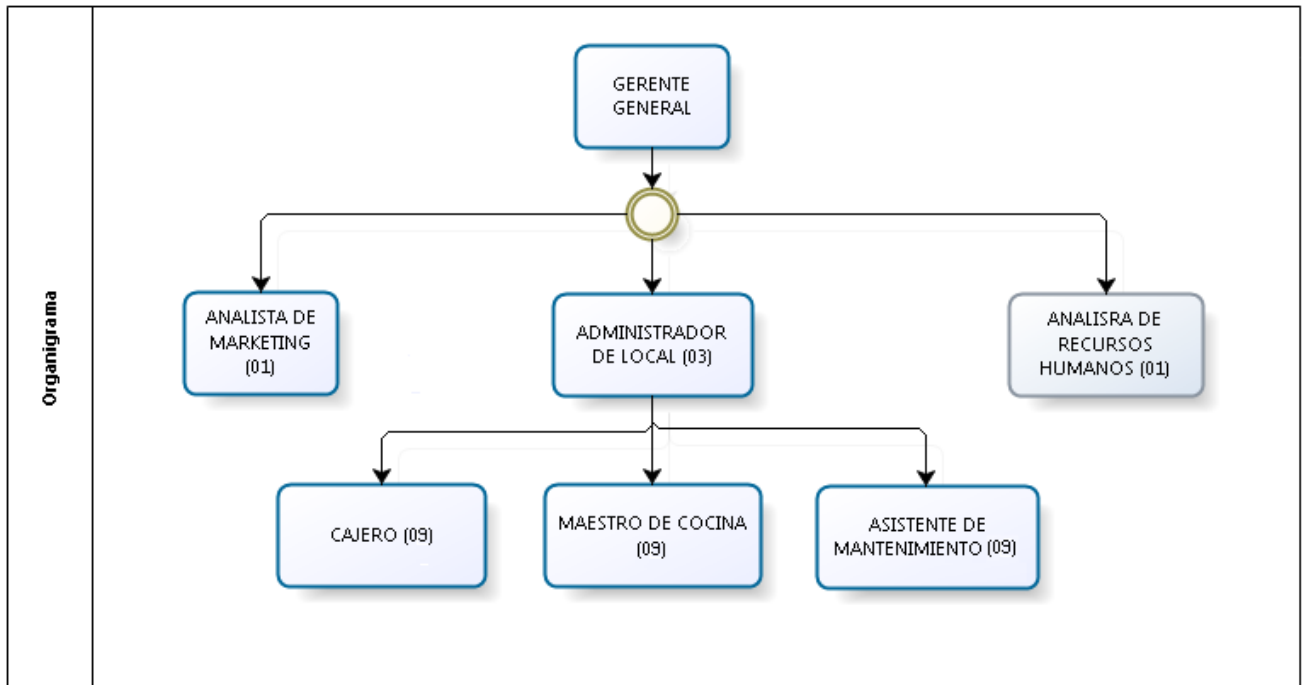 Organigrama
GERENTE
GENERAL
ANALISTA DE
MARKETING
(01)
ADMINISTRADOR
DE LOCAL (03)
ANALISRA DE
RECURSOS
HUMANOS (01)
CAJERO (09)
MAESTRO DE COCINA
(09)
ASISTENTE DE
MANTENIMIENTO (09)